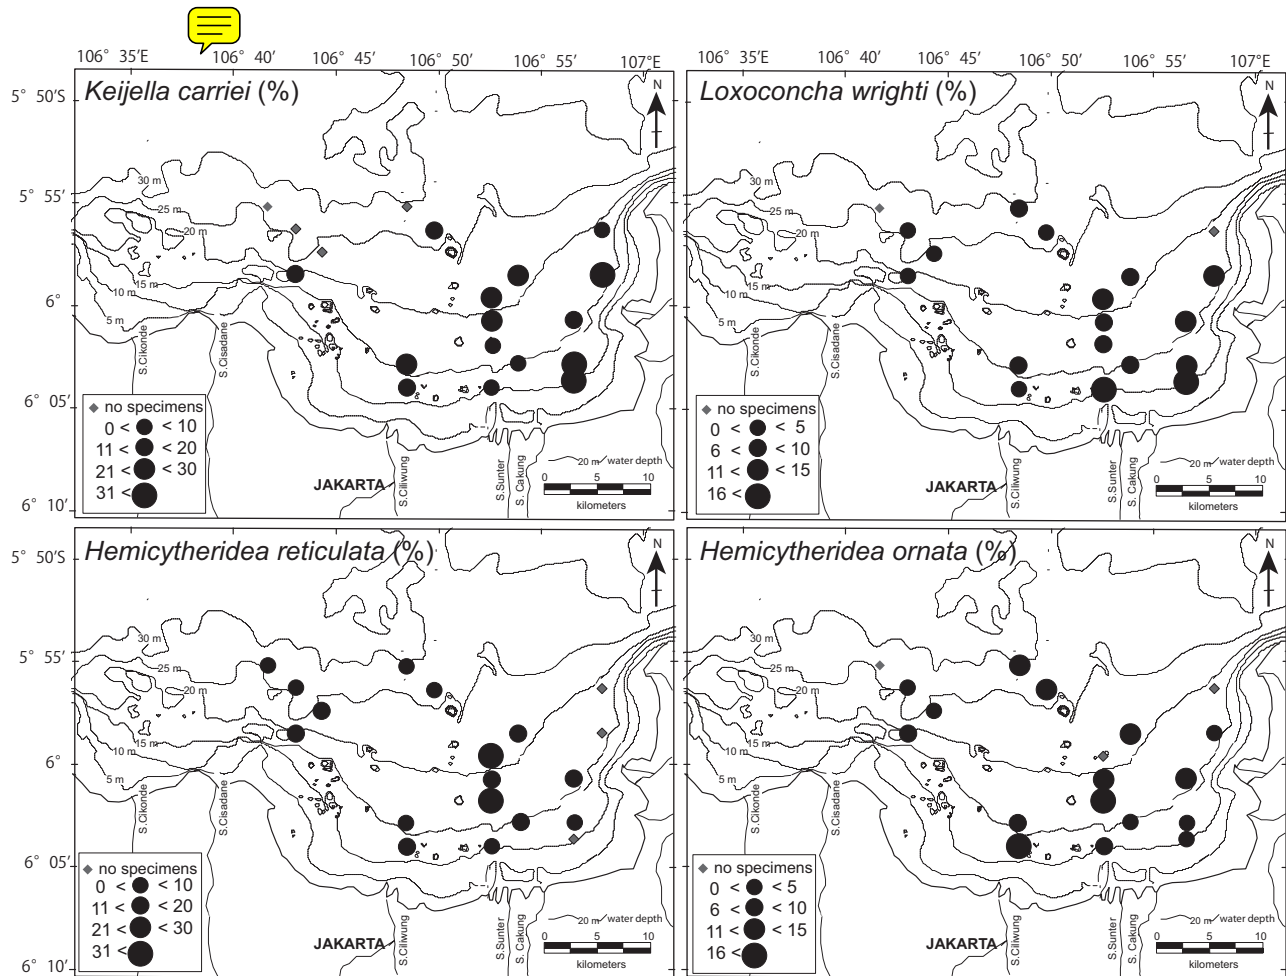 106° 35'E 106° 40' 106° 45' 106° 50' 106° 55' 107°E 106° 35'E 106° 40' 106° 45' 106° 50' 106° 55' 107°E
5° 50'S
5° 55'
6°
6° 05'
6° 10'
Keijella carriei (%)
N
30 m
25 m
20 m
15 m
10 m
5 m
S.Cikonde
S.Cisadane
no specimens
0 < < 10
11 < < 20
21 < < 30
31 <
JAKARTA
S.Ciliwung
S.Sunter
S. Cakung
20 m water depth
0 5 10
kilometers
Loxoconcha wrighti (%)
N
30 m
25 m
20 m
15 m
10 m
5 m
S.Cikonde
S.Cisadane
no specimens
0 < < 5
6 < < 10
11 < < 15
16 <
JAKARTA
S.Ciliwung
S.Sunter
S. Cakung
20 m water depth
0 5 10
kilometers
5° 50'S
5° 55'
6°
6° 05'
6° 10'
Hemicytheridea reticulata (%)
N
30 m
25 m
20 m
15 m
10 m
5 m
S.Cikonde
S.Cisadane
no specimens
0 < < 10
11 < < 20
21 < < 30
31 <
JAKARTA
S.Ciliwung
S.Sunter
S. Cakung
20 m water depth
0 5 10
kilometers
Hemicytheridea ornata (%)
N
30 m
25 m
20 m
15 m
10 m
5 m
S.Cikonde
S.Cisadane
no specimens
0 < < 5
6 < < 10
11 < < 15
16 <
JAKARTA
S.Ciliwung
S.Sunter
S. Cakung
20 m water depth
0 5 10
kilometers